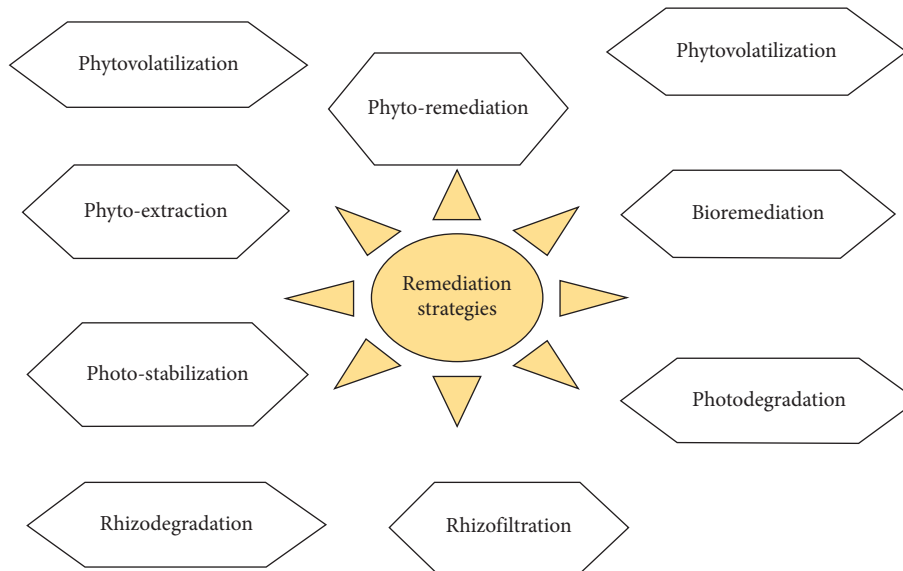 Phytovolatilization
Phytovolatilization
Phyto-remediation
Phyto-extraction
Bioremediation
Remediation
strategies
Photo-stabilization
Photodegradation
Rhizodegradation
Rhizofiltration